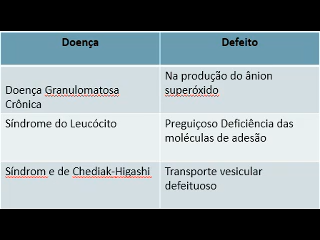 Doença Defeito
Doença Granulomatosa
Crônica
Na produção do ânion
superóxido
Síndrome do Leucócito
Preguiçoso Deficiência das
moléculas de adesão
Síndrom e de Chediak-Higashi
Transporte vesicular
defeituoso